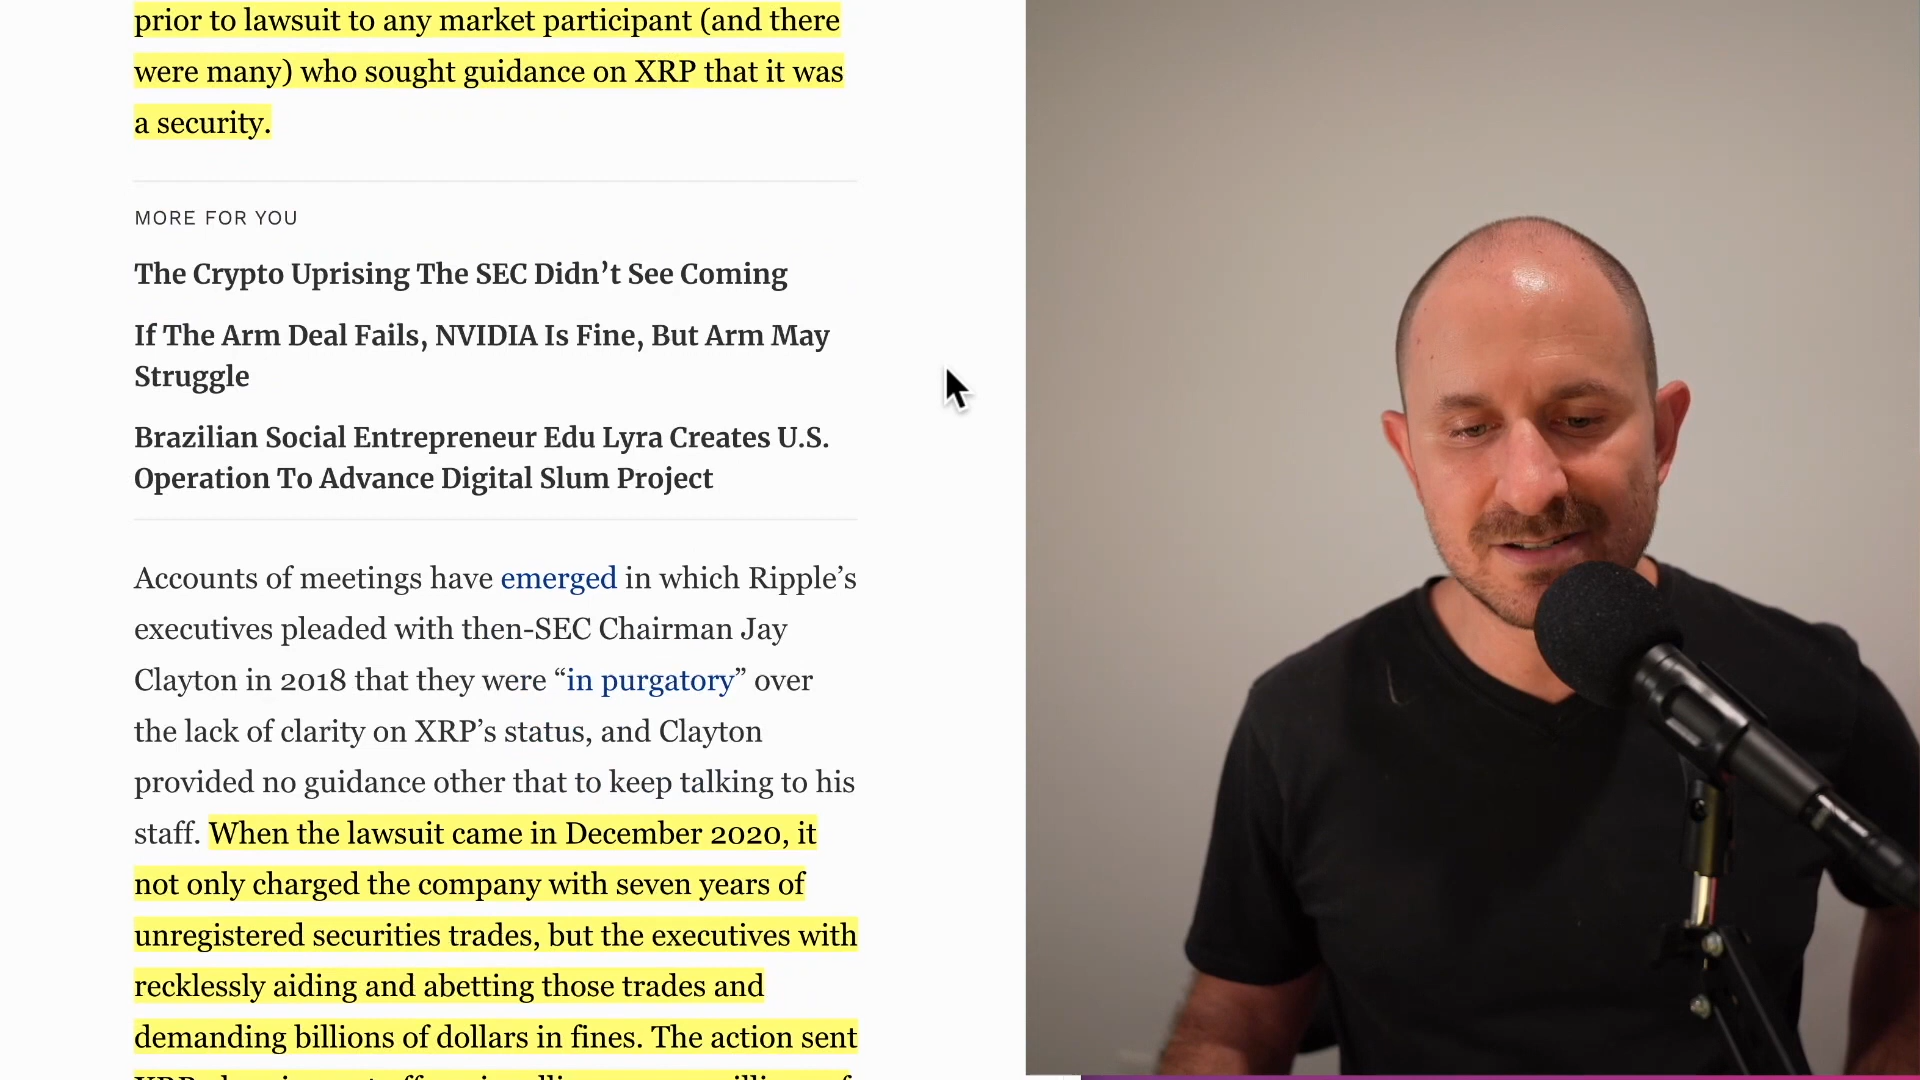 prior to lawsuit to any market participant (and there
were many) who sought guidance on XRP that it was
a security.
MORE FOR YOU
The Crypto Uprising The SEC Didn’t See Coming
If The Arm Deal Fails, NVIDIA Is Fine, But Arm May
Struggle
Brazilian Social Entrepreneur Edu Lyra Creates U.S.
Operation To Advance Digital Slum Project
Accounts of meetings have emerged in which Ripple’s
executives pleaded with then-SEC Chairman Jay
Clayton in 2018 that they were “in purgatory” over
the lack of clarity on XRP’s status, and Clayton
provided no guidance other that to keep talking to his
staff. When the lawsuit came in December 2020, it
not only charged the company with seven years of
unregistered securities trades, but the executives with
recklessly aiding and abetting those trades and
demanding billions of dollars in fines. The action sent